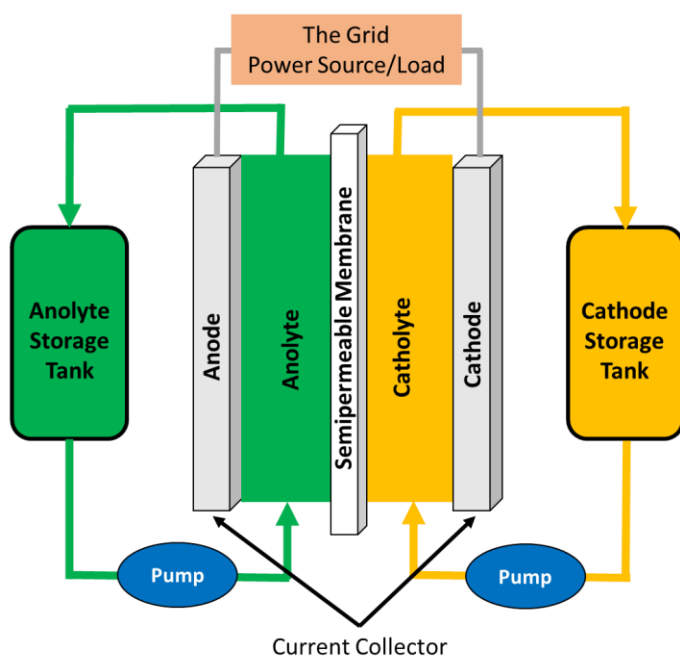 The Grid
Power Source/Load
Anolyte
Storage
Tank
Anode
Anolyte
Semipermeable Membrane
Catholyte
Cathode
Cathode
Storage
Tank
Pump
Pump
Current Collector